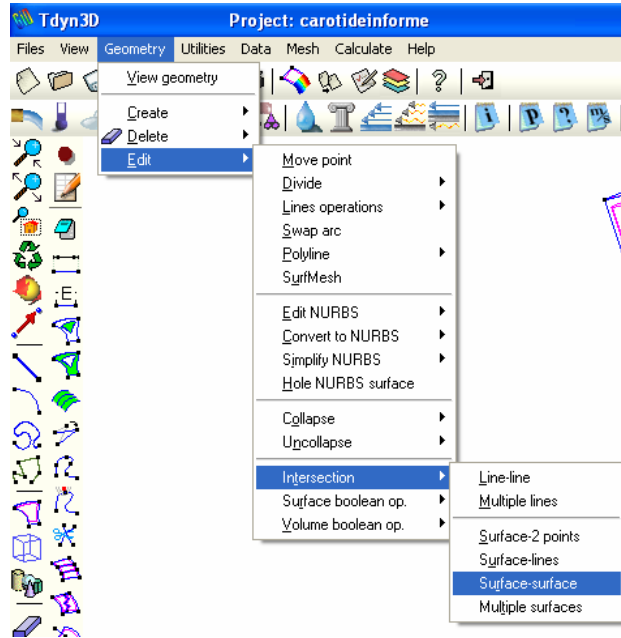 Tdyn3D Project: carotideinforme
Files View Geometry Utilities Data Mesh Calculate Help
View geometry
Create
Delete
Edit
Move point
Divide
Lines operations
Swap arc
Polyline
SurfMesh
Edit NURBS
Convert to NURBS
Simplify NURBS
Hole NURBS surface
Collapse
Uncollapse
Intersection
Surface boolean op.
Volume boolean op.
Line-line
Multiple lines
Surface-2 points
Surface-lines
Surface-surface
Multiple surfaces
?
i P ? m/s
E